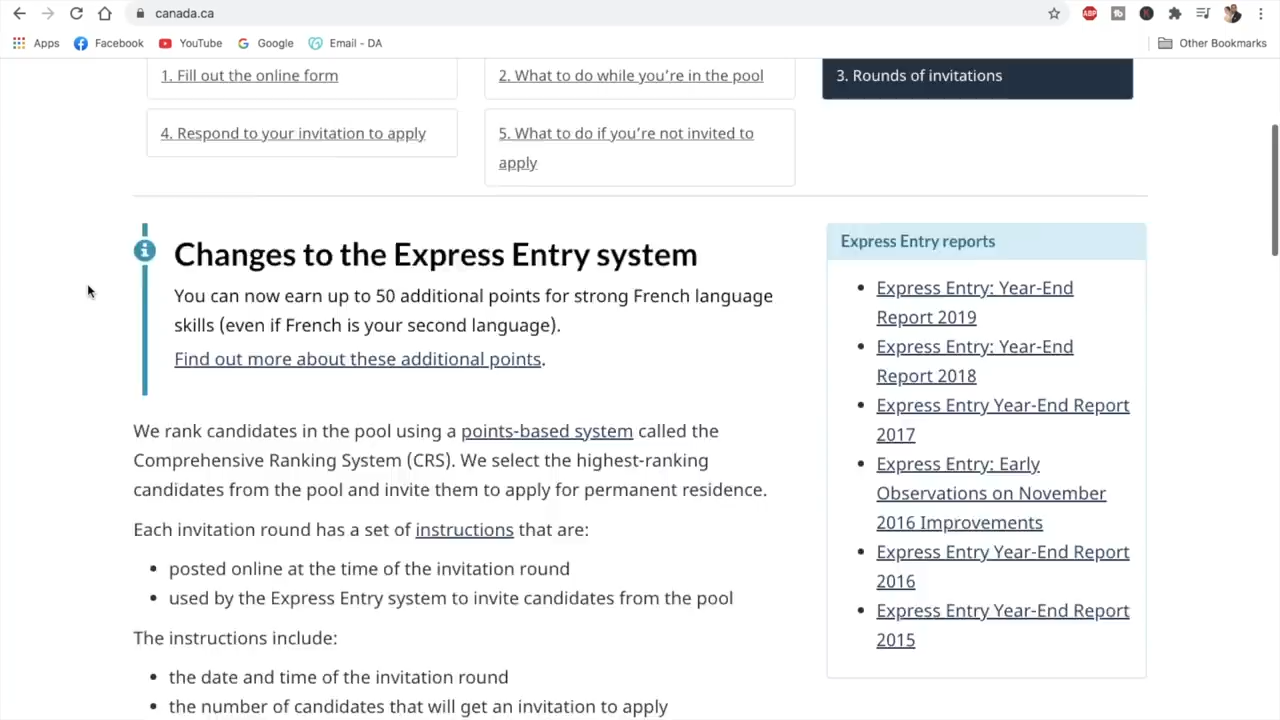 canada.ca
ABP
Apps
Facebook
YouTube
Google
Email - DA
Other Bookmarks
1. Fill out the online form
2. What to do while you’re in the pool
3. Rounds of invitations
4. Respond to your invitation to apply
5. What to do if you’re not invited to
apply
Changes to the Express Entry system
You can now earn up to 50 additional points for strong French language
skills (even if French is your second language).
Find out more about these additional points.
We rank candidates in the pool using a points-based system called the
Comprehensive Ranking System (CRS). We select the highest-ranking
candidates from the pool and invite them to apply for permanent residence.
Each invitation round has a set of instructions that are:
• posted online at the time of the invitation round
• used by the Express Entry system to invite candidates from the pool
The instructions include:
• the date and time of the invitation round
• the number of candidates that will get an invitation to apply
Express Entry reports
• Express Entry: Year-End
Report 2019
• Express Entry: Year-End
Report 2018
• Express Entry Year-End Report
2017
• Express Entry: Early
Observations on November
2016 Improvements
• Express Entry Year-End Report
2016
• Express Entry Year-End Report
2015